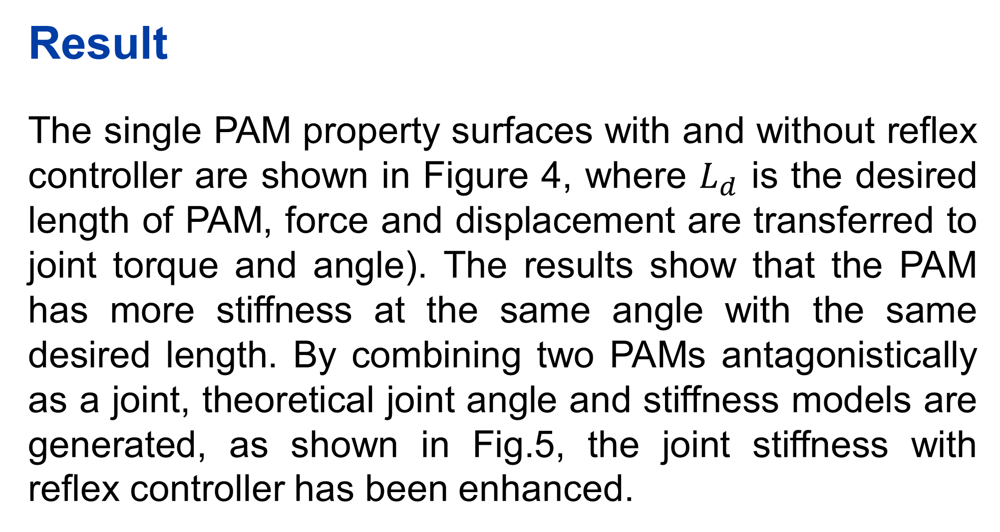 Result
The single PAM property surfaces with and without reflex
controller are shown in Figure 4, where L_d is the desired
length of PAM, force and displacement are transferred to
joint torque and angle). The results show that the PAM
has more stiffness at the same angle with the same
desired length. By combining two PAMs antagonistically
as a joint, theoretical joint angle and stiffness models are
generated, as shown in Fig.5, the joint stiffness with
reflex controller has been enhanced.